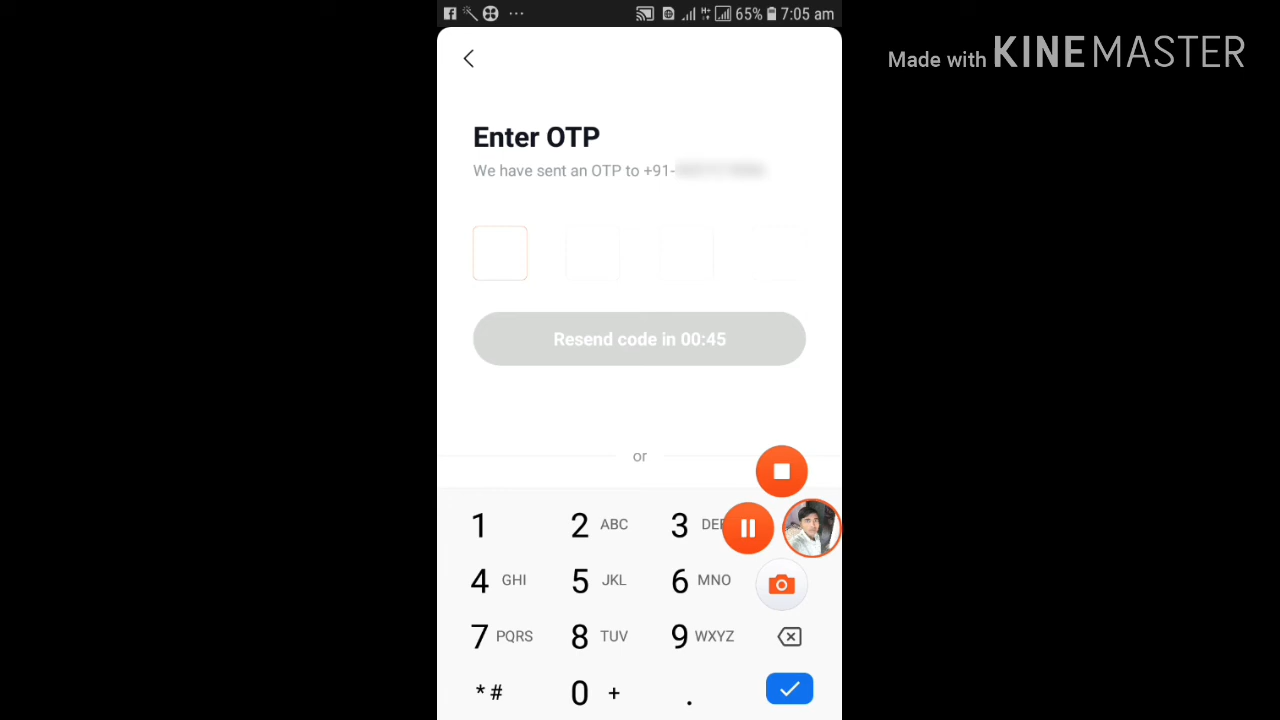 65% 7:05 am
Made with KINEMASTER
Enter OTP
We have sent an OTP to +91-
Resend code in 00:45
or
1 2 ABC 3 DEF
4 GHI 5 JKL 6 MNO
7 PQRS 8 TUV 9 WXYZ
* # 0 + .